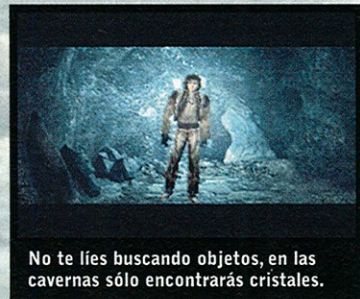 No te líes buscando objetos, en las
cavernas sólo encontrarás cristales.